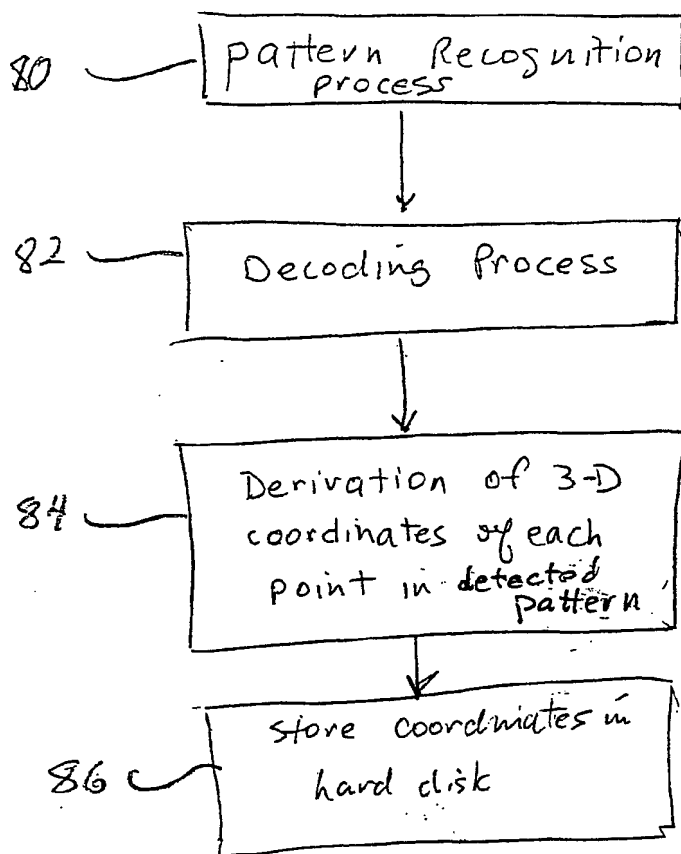 80
pattern Recognition
process
82
Decoding Process
84
Derivation of 3-D
coordinates of each
point in detected
pattern
86
store coordinates in
hard disk